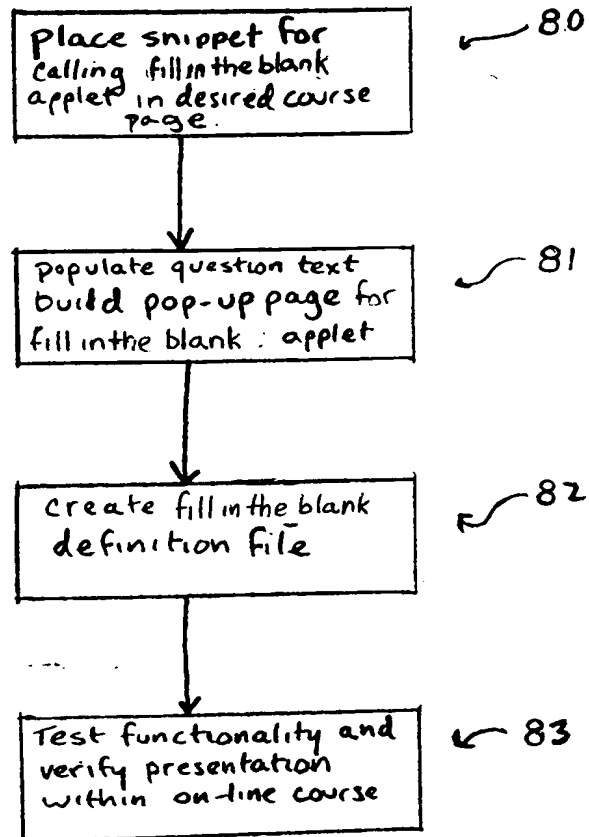 Place snippet for
calling fill in the blank
applet in desired course
page.
80
populate question text
build pop-up page for
fill in the blank : applet
81
create fill in the blank
definition file
82
Test functionality and
verify presentation
within on-line course
83